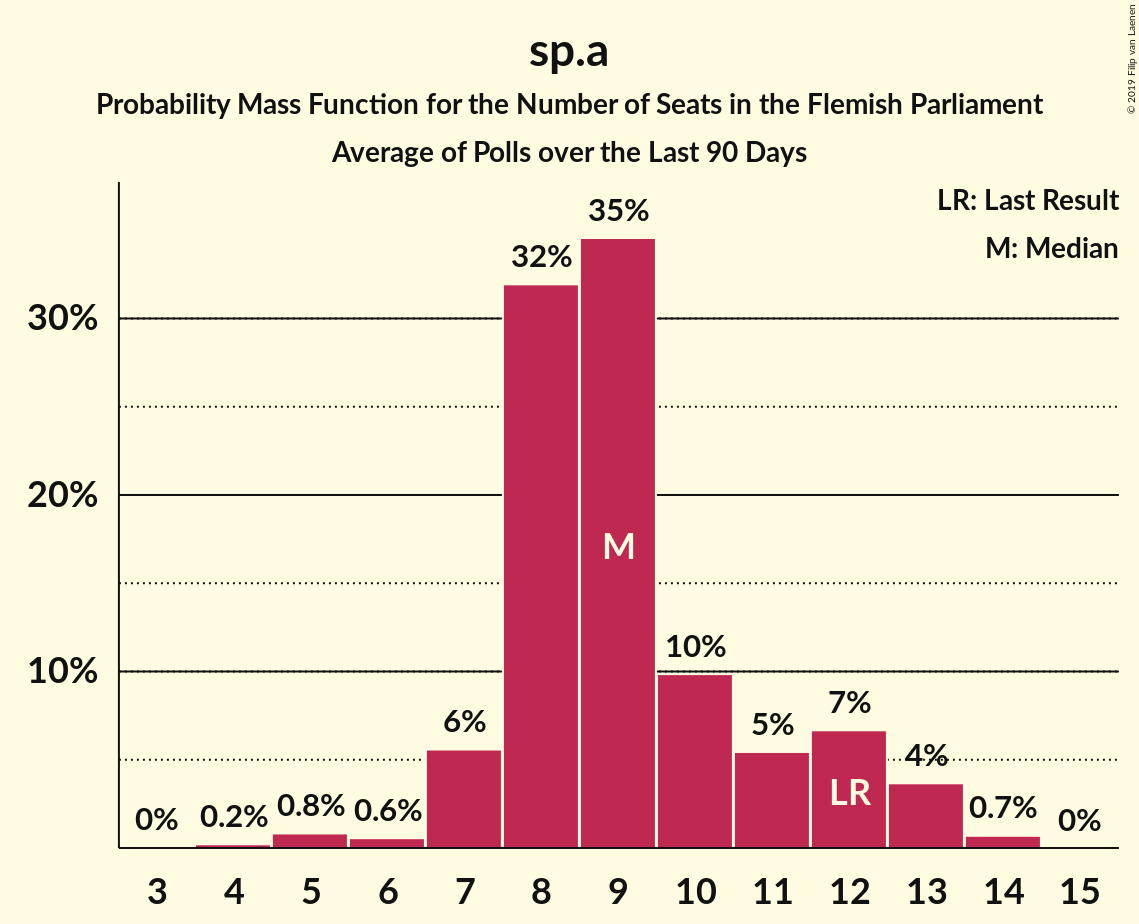 sp.a
Probability Mass Function for the Number of Seats in the Flemish Parliament
Average of Polls over the Last 90 Days
© 2019 Filip van Laenen
LR: Last Result
M: Median
35%
32%
30%
20%
M
10%
10%
7%
6%
5%
4%
LR
0%
0.2%
0.8%
0.6%
0.7%
0%
3 4 5 6 7 8 9 10 11 12 13 14 15